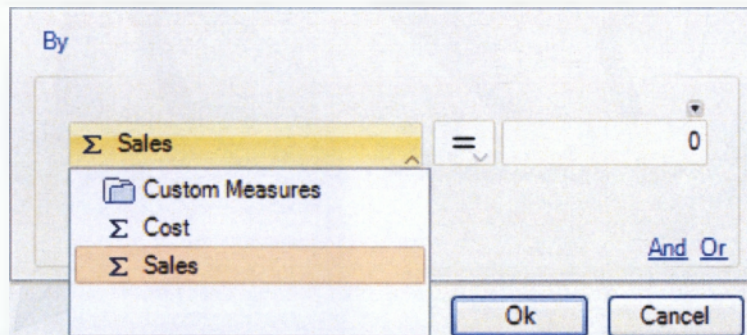 By
Σ Sales = 0
Custom Measures
Σ Cost
Σ Sales
And Or
Ok Cancel